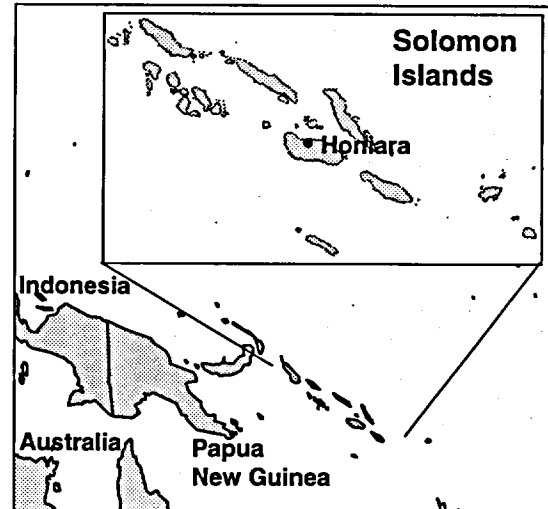 Solomon
Islands
Honiara
Indonesia
Australia
Papua
New Guinea